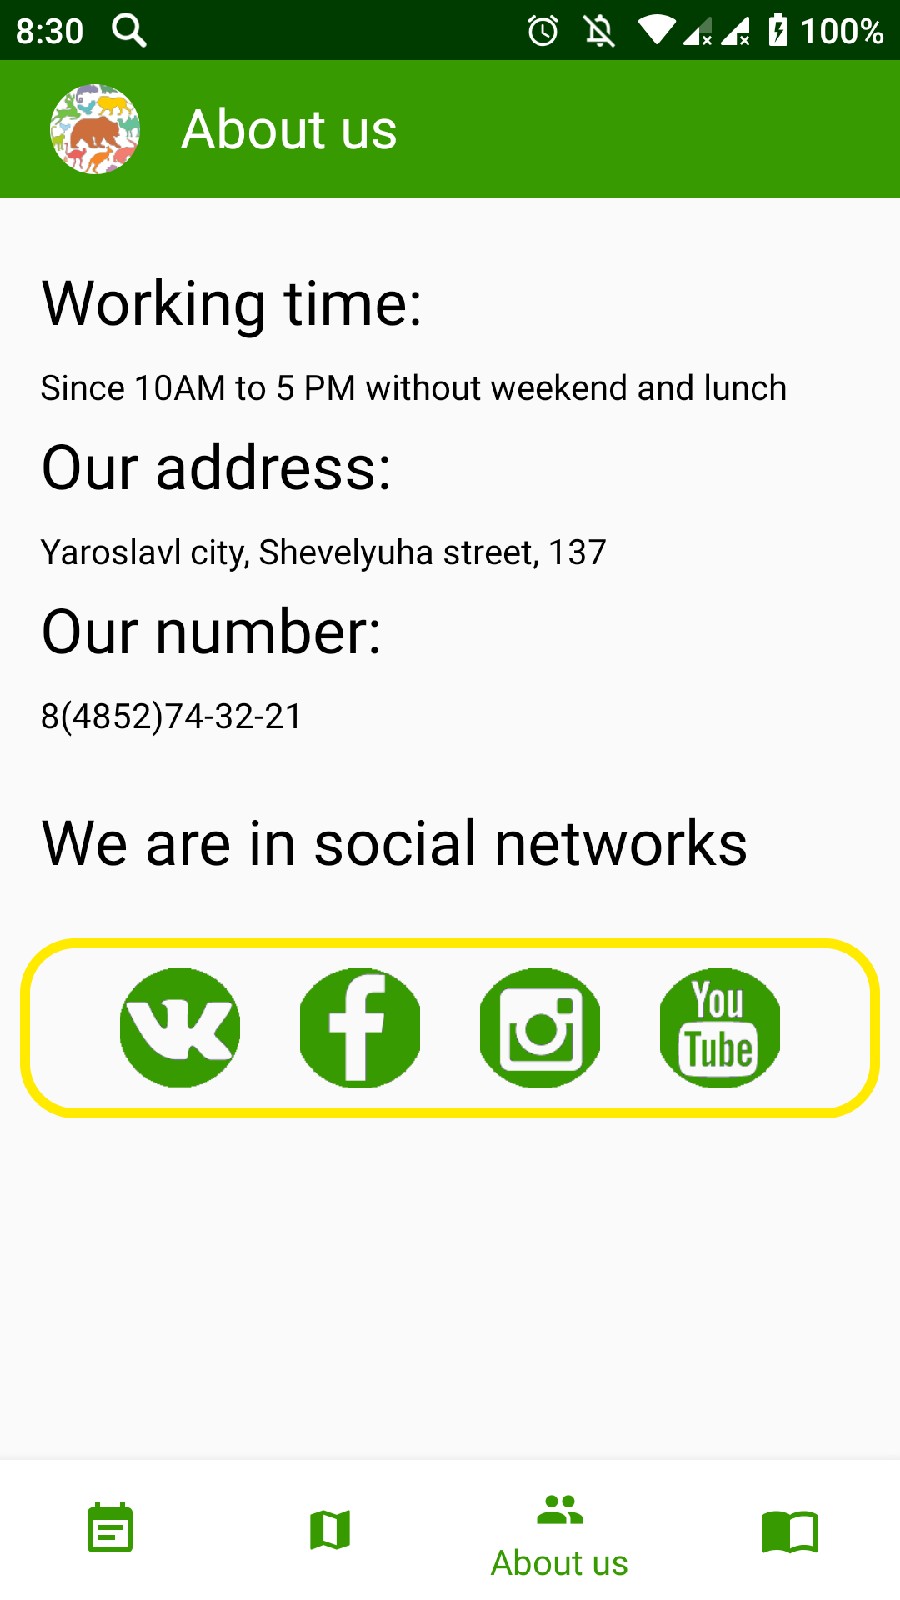 8:30
100%
About us
Working time:
Since 10AM to 5 PM without weekend and lunch
Our address:
Yaroslavl city, Shevelyuha street, 137
Our number:
8(4852)74-32-21
We are in social networks
You
Tube
About us